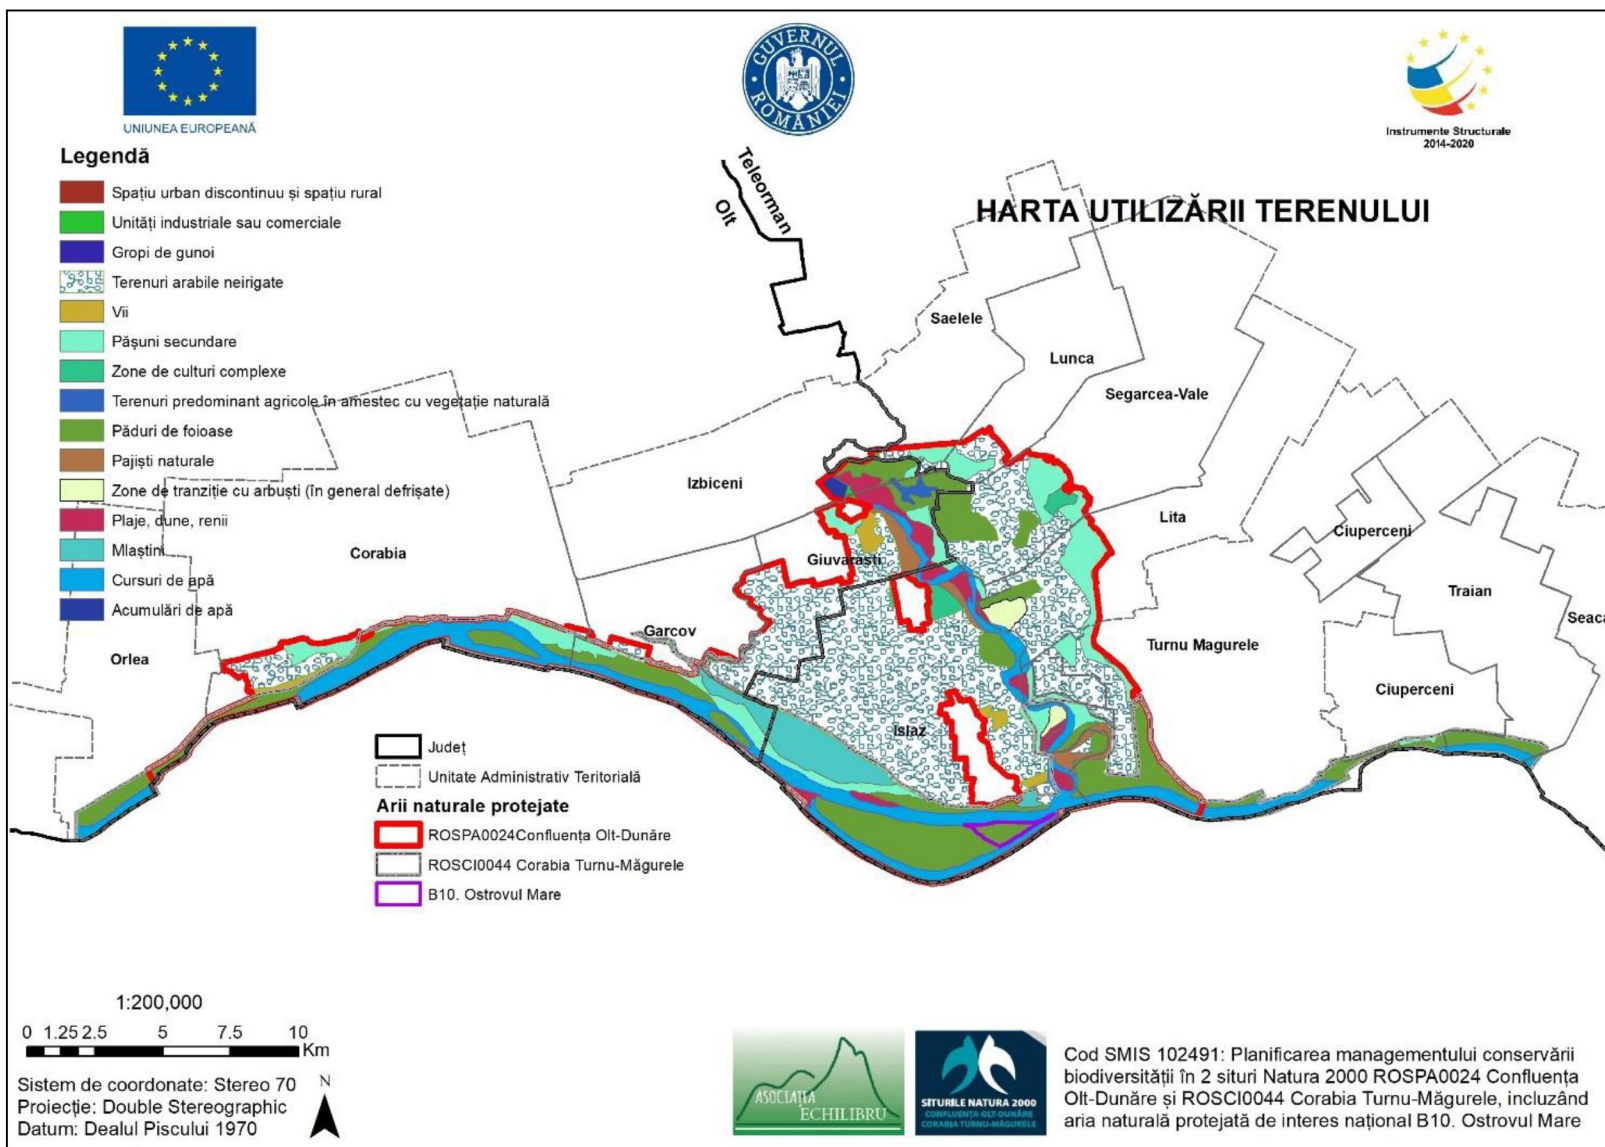 UNIUNEA EUROPEANĂ
GUVERNUL ROMÂNIEI
Instrumente Structurale
2014-2020
HARTA UTILIZĂRII TERENULUI
Legendă
Spațiu urban discontinuu și spațiu rural
Unități industriale sau comerciale
Gropi de gunoi
Terenuri arabile neirigate
Vii
Pășuni secundare
Zone de culturi complexe
Terenuri predominant agricole în amestec cu vegetație naturală
Păduri de foioase
Pajiști naturale
Zone de tranziție cu arbuști (în general defrișate)
Plaje, dune, renii
Mlaștini
Cursuri de apă
Acumulări de apă
Teleorman
Olt
Saelele
Lunca
Segarcea-Vale
Izbiceni
Lita
Ciuperceni
Corabia
Giuvarasti
Traian
Seaca
Garcov
Orlea
Turnu Magurele
Ciuperceni
Islaz
Județ
Unitate Administrativ Teritorială
Arii naturale protejate
ROSPA0024Confluența Olt-Dunăre
ROSCI0044 Corabia Turnu-Măgurele
B10. Ostrovul Mare
1:200,000
0 1.25 2.5 5 7.5 10
Km
Sistem de coordonate: Stereo 70
Proiecție: Double Stereographic
Datum: Dealul Piscului 1970
N
ASOCIAȚIA
ECHILIBRU
SITURILE NATURA 2000
CONFLUENȚA OLT-DUNĂRE
CORABIA TURNU-MĂGURELE
Cod SMIS 102491: Planificarea managementului conservării
biodiversității în 2 situri Natura 2000 ROSPA0024 Confluența
Olt-Dunăre și ROSCI0044 Corabia Turnu-Măgurele, incluzând
aria naturală protejată de interes național B10. Ostrovul Mare